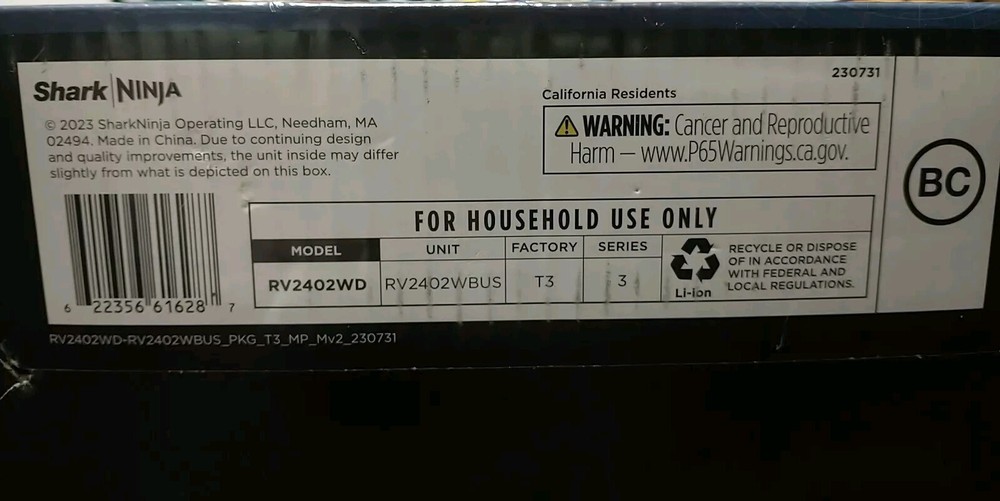 230731
Shark | NINJA
© 2023 SharkNinja Operating LLC, Needham, MA
02494. Made in China. Due to continuing design
and quality improvements, the unit inside may differ
slightly from what is depicted on this box.
California Residents
WARNING: Cancer and Reproductive
Harm — www.P65Warnings.ca.gov.
BC
6 22356 61628 7
FOR HOUSEHOLD USE ONLY
MODEL UNIT FACTORY SERIES
RV2402WD RV2402WBUS T3 3
Li-ion
RECYCLE OR DISPOSE
OF IN ACCORDANCE
WITH FEDERAL AND
LOCAL REGULATIONS.
RV2402WD-RV2402WBUS_PKG_T3_MP_Mv2_230731